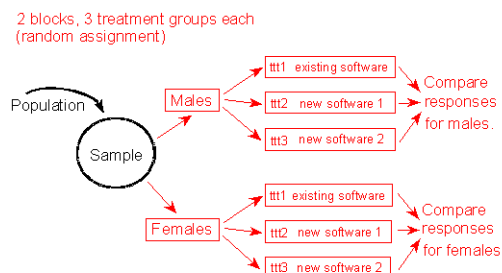 2 blocks, 3 treatment groups each
(random assignment)
Population
Sample
Males
ttt1 existing software
ttt2 new software 1
ttt3 new software 2
Compare
responses
for males.
Females
ttt1 existing software
ttt2 new software 1
ttt3 new software 2
Compare
responses
for females